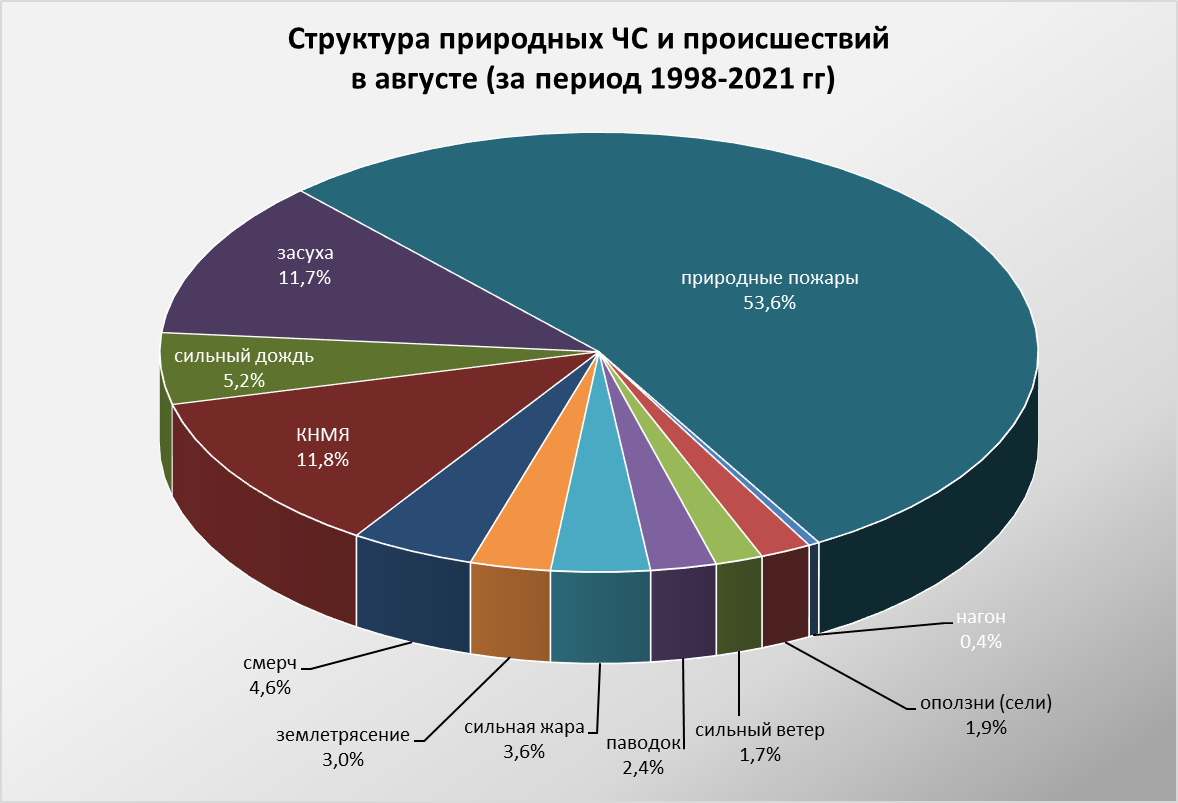 Структура природных ЧС и происшествий
в августе (за период 1998-2021 гг)
природные пожары
53,6%
засуха
11,7%
сильный дождь
5,2%
КНМЯ
11,8%
смерч
4,6%
землетрясение
3,0%
сильная жара
3,6%
паводок
2,4%
сильный ветер
1,7%
оползни (сели)
1,9%
нагон
0,4%